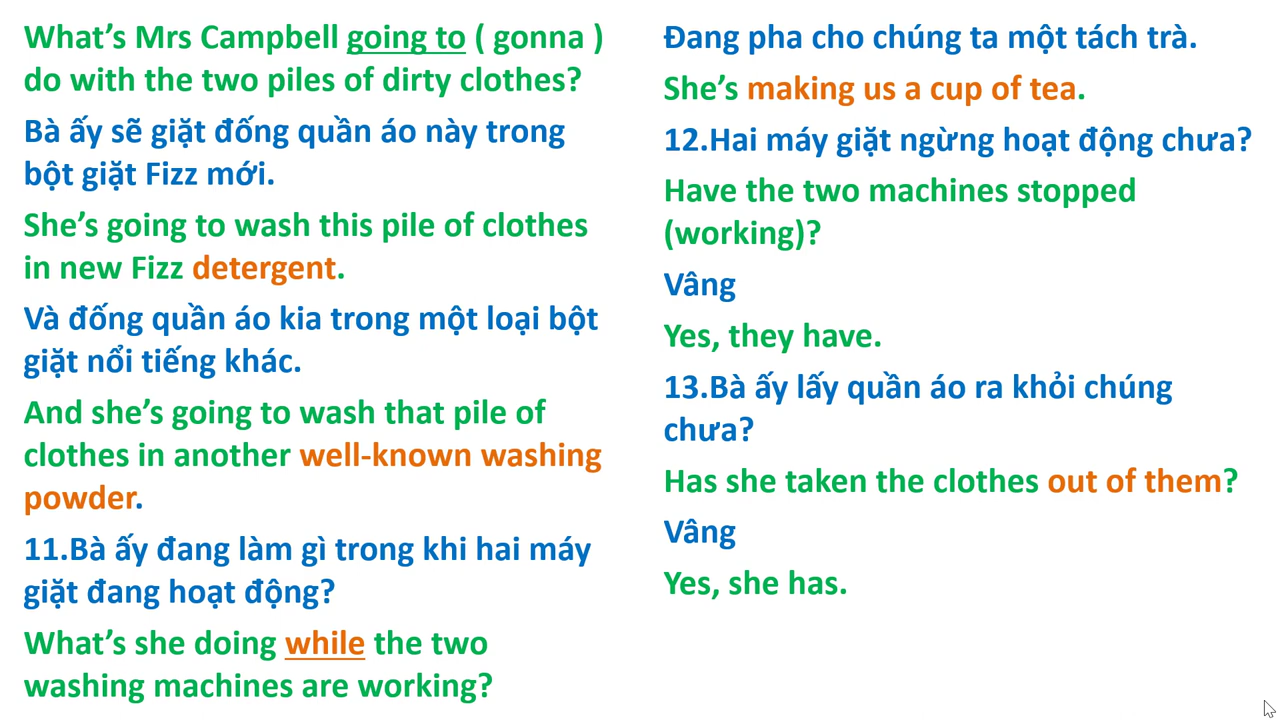 What's Mrs Campbell going to ( gonna )
do with the two piles of dirty clothes?
Bà ấy sẽ giặt đống quần áo này trong
bột giặt Fizz mới.
She's going to wash this pile of clothes
in new Fizz detergent.
Và đống quần áo kia trong một loại bột
giặt nổi tiếng khác.
And she's going to wash that pile of
clothes in another well-known washing
powder.
11.Bà ấy đang làm gì trong khi hai máy
giặt đang hoạt động?
What's she doing while the two
washing machines are working?
Đang pha cho chúng ta một tách trà.
She's making us a cup of tea.
12.Hai máy giặt ngừng hoạt động chưa?
Have the two machines stopped
(working)?
Vâng
Yes, they have.
13.Bà ấy lấy quần áo ra khỏi chúng
chưa?
Has she taken the clothes out of them?
Vâng
Yes, she has.